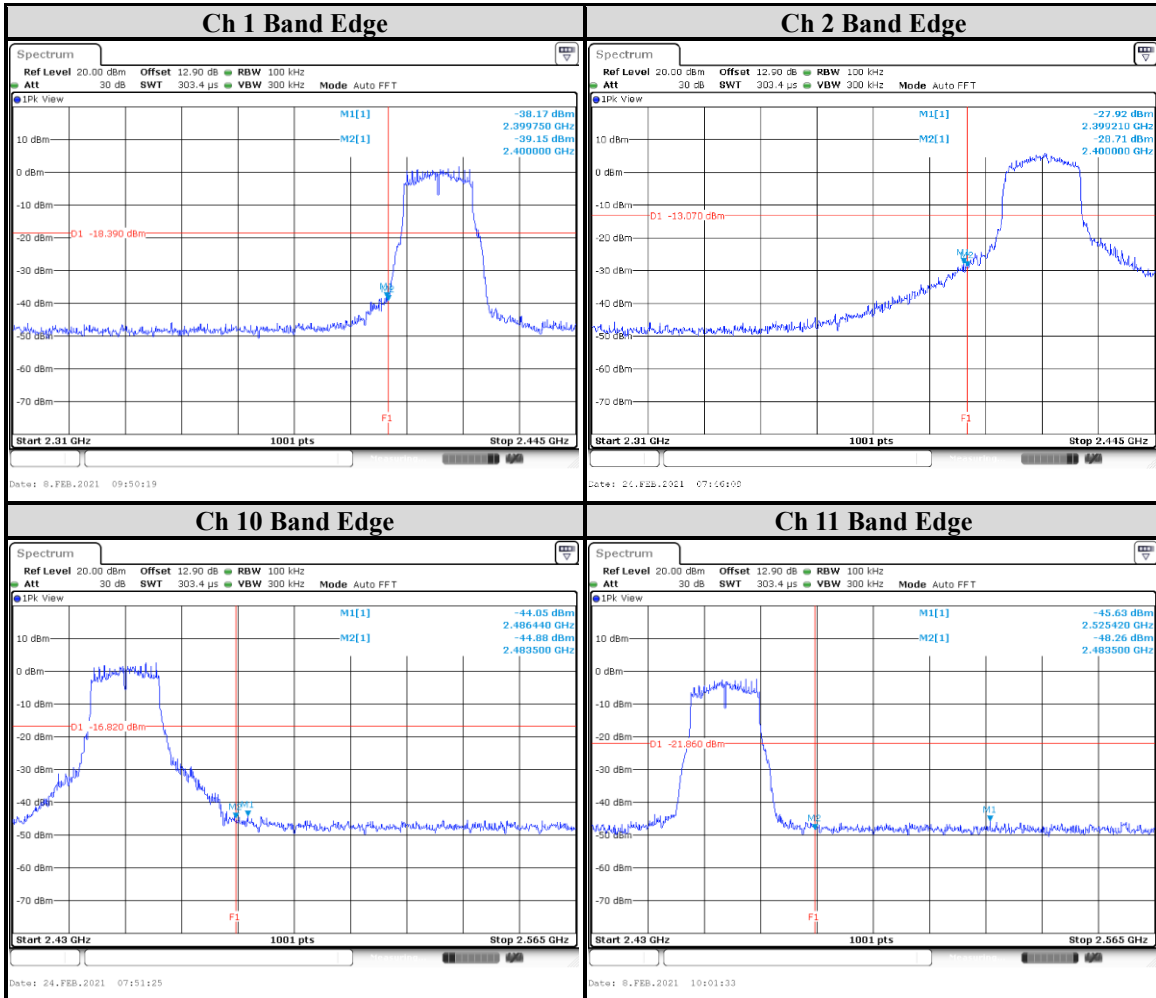 Ch 1 Band Edge
Spectrum
Ref Level 20.00 dBm Offset 12.90 dB RBW 100 kHz
Att 30 dB SWT 303.4 µs VBW 300 kHz Mode Auto FFT
1Pk View
M1[1] -38.17 dBm
2.399750 GHz
M2[1] -39.15 dBm
2.400000 GHz
10 dBm
0 dBm
-10 dBm
D1 -18.390 dBm
-20 dBm
-30 dBm
-40 dBm
-50 dBm
-60 dBm
-70 dBm
F1
Start 2.31 GHz 1001 pts Stop 2.445 GHz
Date: 8.FEB.2021 09:50:19
Ch 2 Band Edge
Spectrum
Ref Level 20.00 dBm Offset 12.90 dB RBW 100 kHz
Att 30 dB SWT 303.4 µs VBW 300 kHz Mode Auto FFT
1Pk View
M1[1] -27.92 dBm
2.399210 GHz
M2[1] -28.71 dBm
2.400000 GHz
10 dBm
0 dBm
-10 dBm
D1 -13.070 dBm
-20 dBm
-30 dBm
-40 dBm
-50 dBm
-60 dBm
-70 dBm
F1
Start 2.31 GHz 1001 pts Stop 2.445 GHz
Date: 24.FEB.2021 07:46:09
Ch 10 Band Edge
Spectrum
Ref Level 20.00 dBm Offset 12.90 dB RBW 100 kHz
Att 30 dB SWT 303.4 µs VBW 300 kHz Mode Auto FFT
1Pk View
M1[1] -44.05 dBm
2.486440 GHz
M2[1] -44.88 dBm
2.483500 GHz
10 dBm
0 dBm
-10 dBm
D1 -16.820 dBm
-20 dBm
-30 dBm
-40 dBm
M2 M1
-50 dBm
-60 dBm
-70 dBm
F1
Start 2.43 GHz 1001 pts Stop 2.565 GHz
Date: 24.FEB.2021 07:51:25
Ch 11 Band Edge
Spectrum
Ref Level 20.00 dBm Offset 12.90 dB RBW 100 kHz
Att 30 dB SWT 303.4 µs VBW 300 kHz Mode Auto FFT
1Pk View
M1[1] -45.63 dBm
2.525420 GHz
M2[1] -48.26 dBm
2.483500 GHz
10 dBm
0 dBm
-10 dBm
-20 dBm
D1 -21.860 dBm
-30 dBm
-40 dBm
M1
M2
-50 dBm
-60 dBm
-70 dBm
F1
Start 2.43 GHz 1001 pts Stop 2.565 GHz
Date: 8.FEB.2021 10:01:33